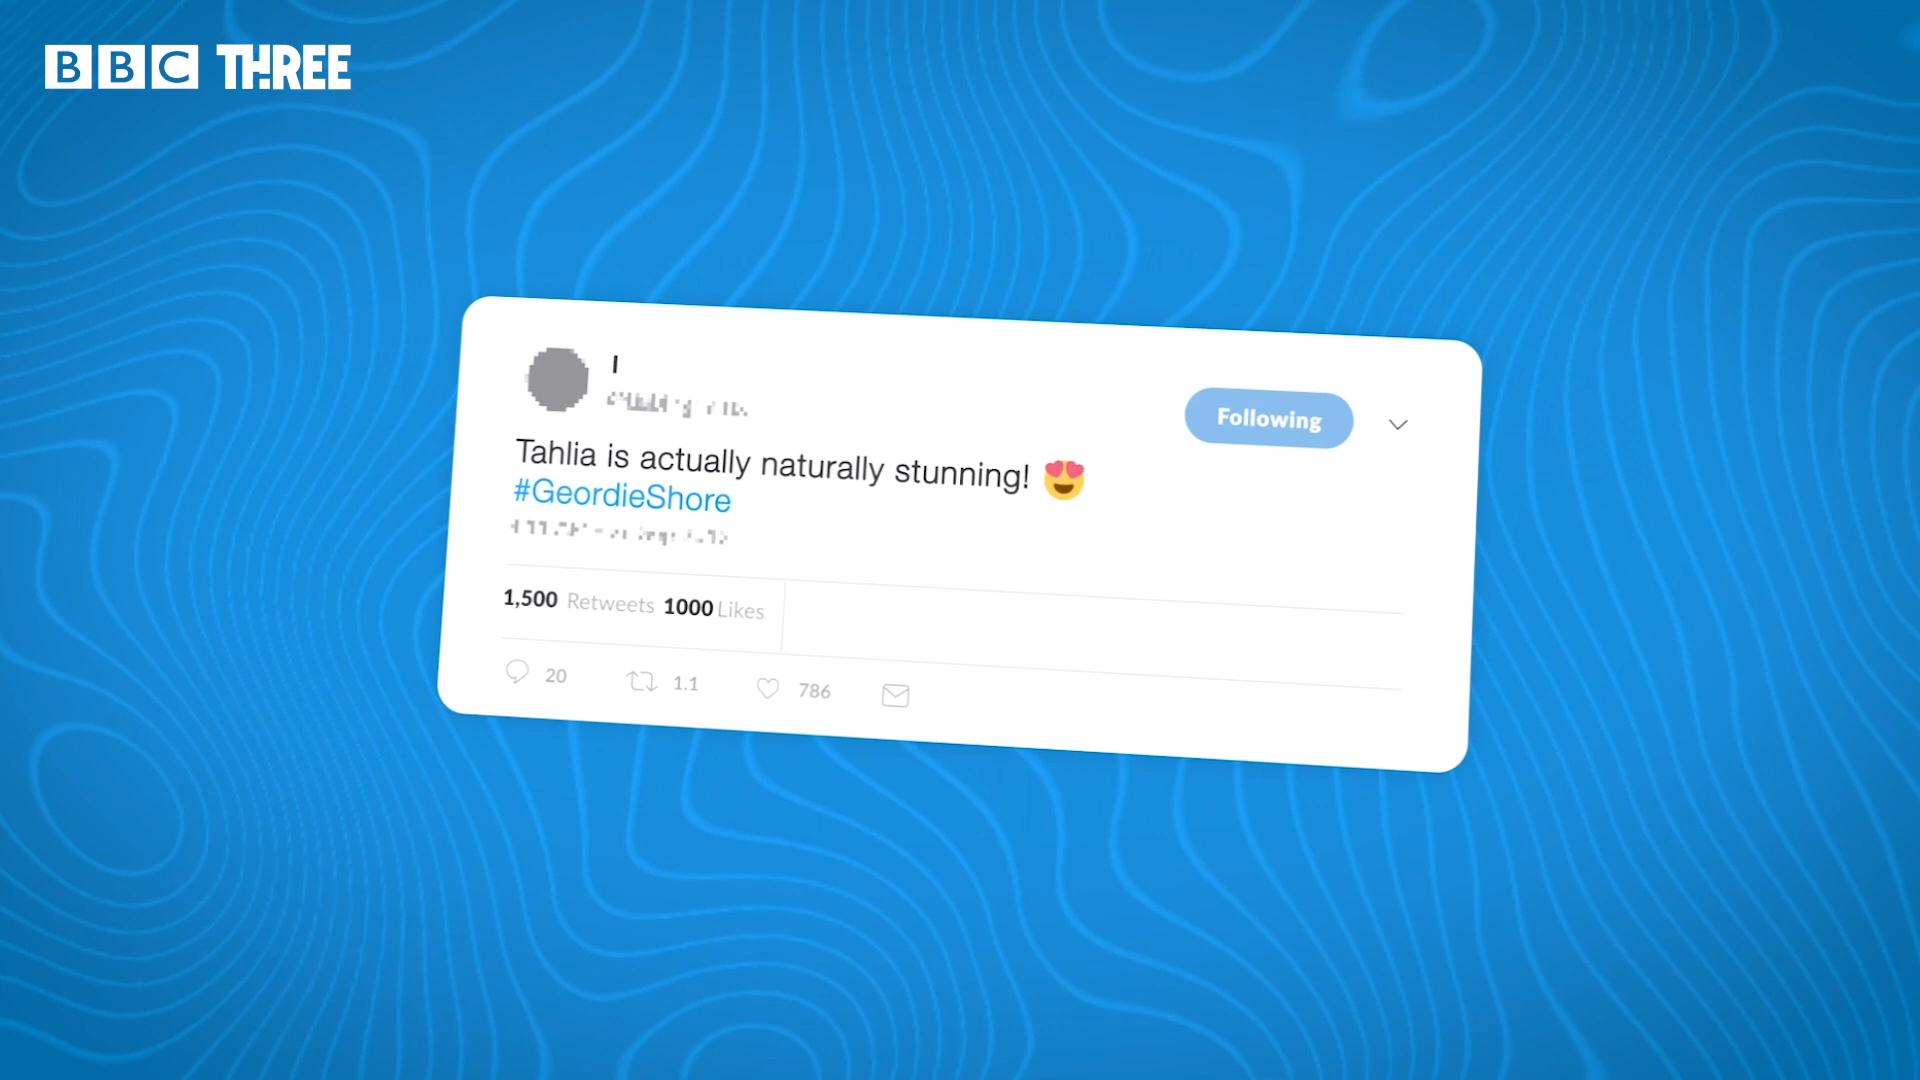 BBC THREE
Following
Tahlia is actually naturally stunning! 😍
#GeordieShore
1,500 Retweets 1000 Likes
20 1.1 786